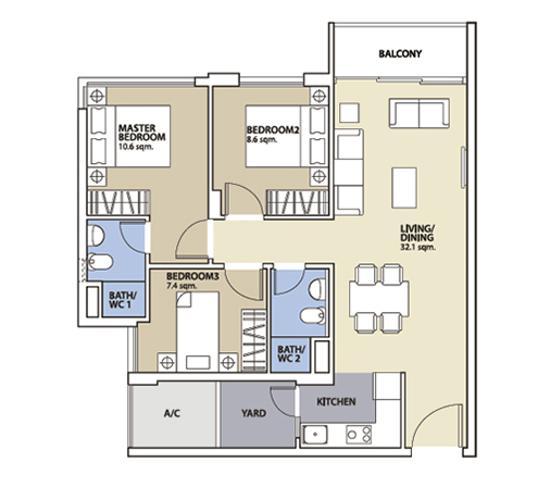 BALCONY
MASTER
BEDROOM
10.6 sqm.
BEDROOM2
8.6 sqm.
LIVING/
DINING
32.1 sqm.
BEDROOM3
7.4 sqm.
BATH/
WC 1
BATH/
WC 2
A/C
YARD
KITCHEN